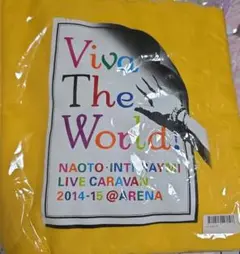 Viva
The
World!
NAOTO·INTI RAYMI
LIVE CARAVAN
2014-15 @ARENA